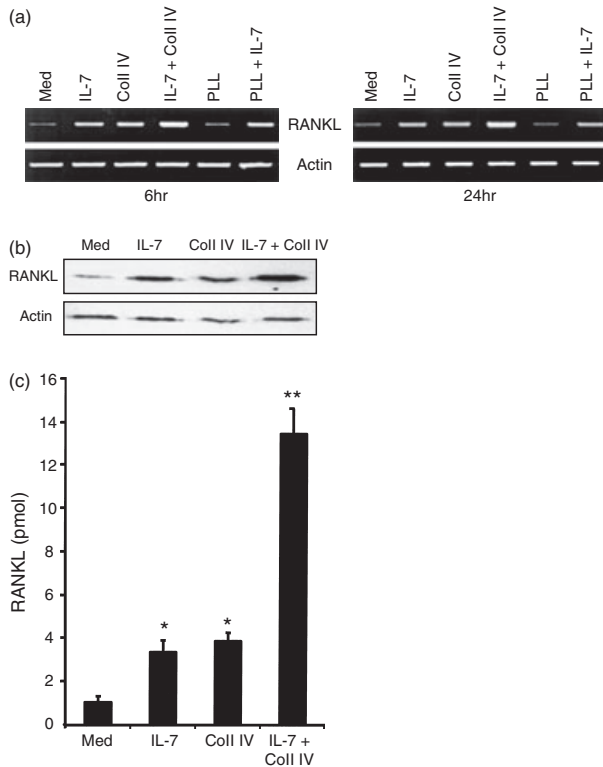 (a)
Med IL-7 Coll IV IL-7 + Coll IV PLL PLL + IL-7
Med IL-7 Coll IV IL-7 + Coll IV PLL PLL + IL-7
RANKL
Actin
6hr 24hr
(b)
Med IL-7 Coll IV IL-7 + Coll IV
RANKL
Actin
(c)
16
14
12
10
8
6
4
2
0
RANKL (pmol)
* * **
Med IL-7 Coll IV IL-7 +
Coll IV